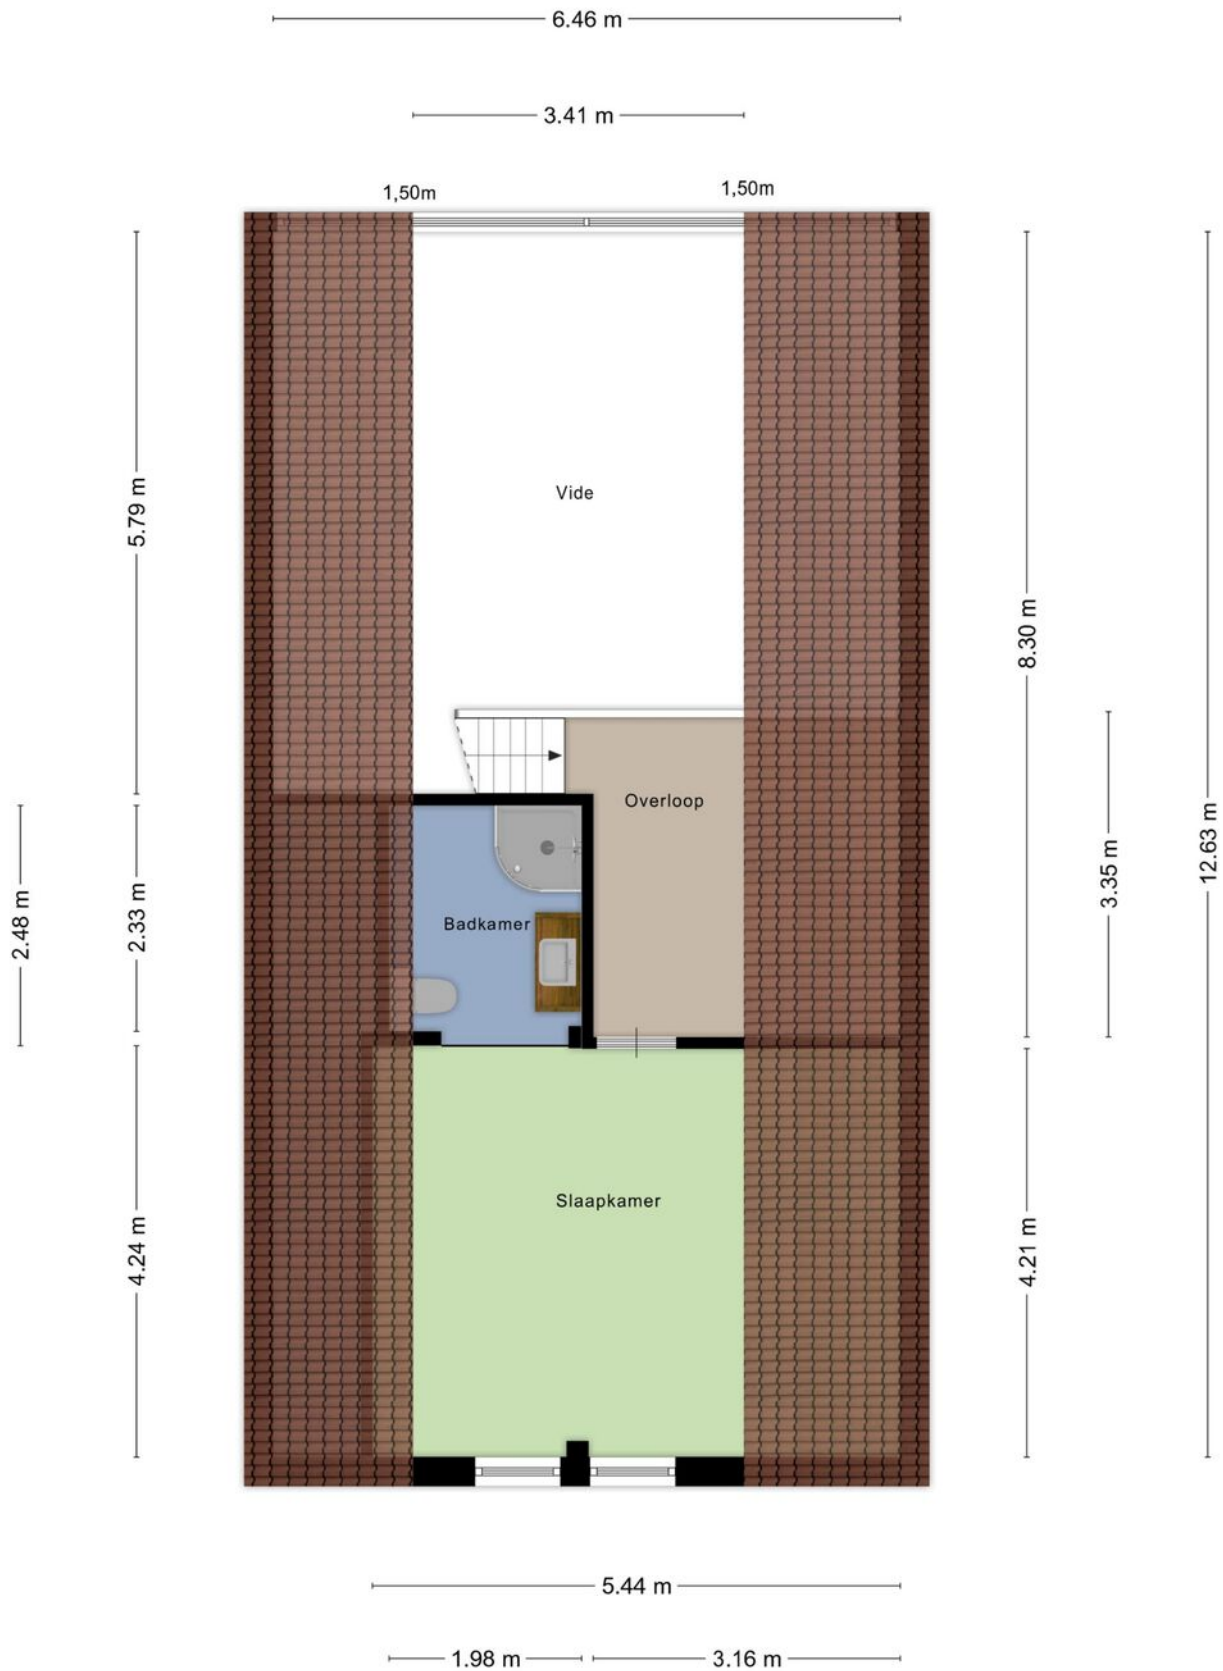 6.46 m
3.41 m
1,50m
1,50m
Vide
5.79 m
8.30 m
Overloop
3.35 m
12.63 m
2.48 m
2.33 m
Badkamer
Slaapkamer
4.24 m
4.21 m
5.44 m
1.98 m
3.16 m